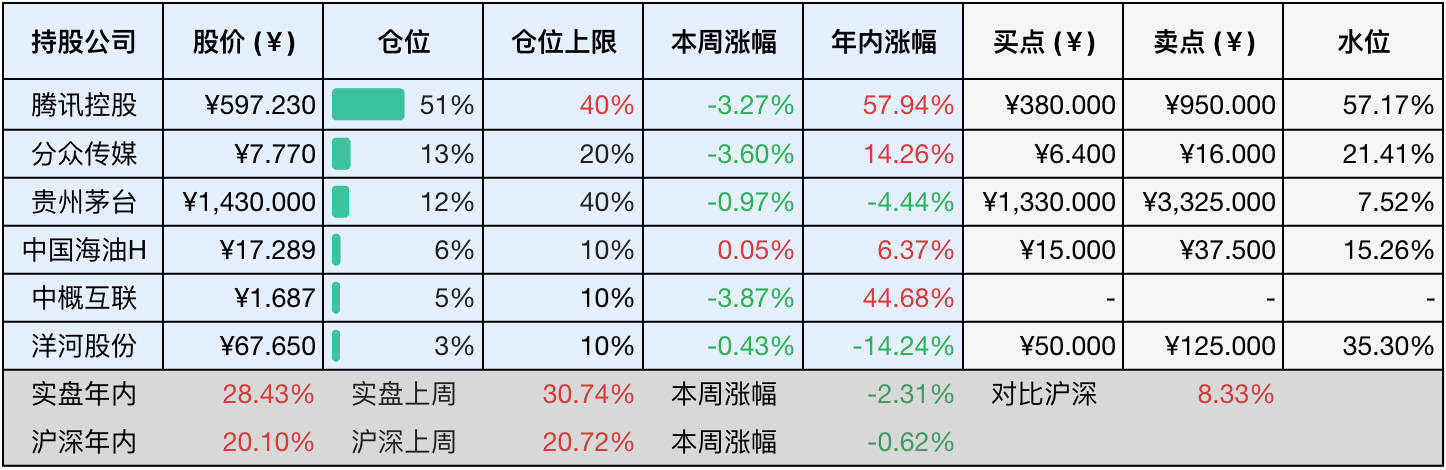 持股公司 股价 (¥) 仓位 仓位上限 本周涨幅 年内涨幅 买点 (¥) 卖点 (¥) 水位
腾讯控股 ¥597.230 51% 40% -3.27% 57.94% ¥380.000 ¥950.000 57.17%
分众传媒 ¥7.770 13% 20% -3.60% 14.26% ¥6.400 ¥16.000 21.41%
贵州茅台 ¥1,430.000 12% 40% -0.97% -4.44% ¥1,330.000 ¥3,325.000 7.52%
中国海油H ¥17.289 6% 10% 0.05% 6.37% ¥15.000 ¥37.500 15.26%
中概互联 ¥1.687 5% 10% -3.87% 44.68% - - -
洋河股份 ¥67.650 3% 10% -0.43% -14.24% ¥50.000 ¥125.000 35.30%
实盘年内 28.43% 实盘上周 30.74% 本周涨幅 -2.31% 对比沪深 8.33%
沪深年内 20.10% 沪深上周 20.72% 本周涨幅 -0.62%